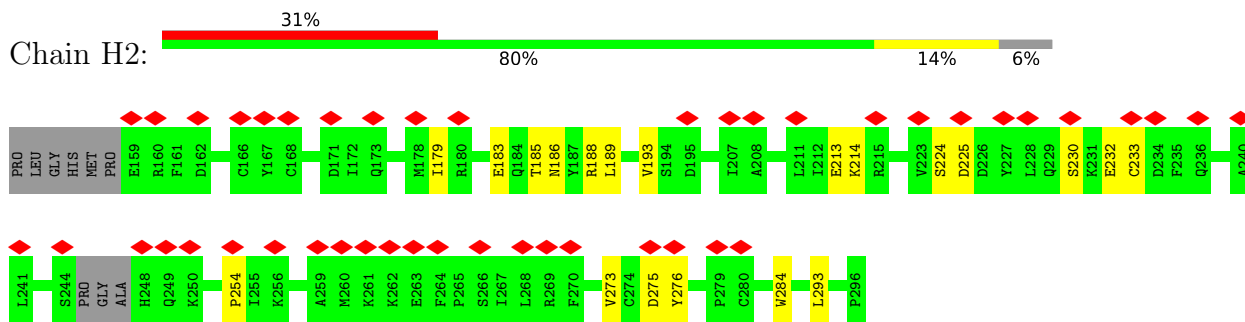 31%
Chain H2:
80% 14% 6%
PRO LEU GLY HIS MET PRO E159 R160 F161 D162 C166 Y167 C168 D171 I172 Q173 M178 I179 R180 E183 Q184 T185 N186 Y187 R188 L189 V193 S194 D195 I207 A208 L211 I212 E213 K214 R215 V223 S224 D225 D226 Y227 L228 Q229 S230 K231 E232 C233 D234 F235 Q236 A240
L241 S244 PRO GLY ALA H248 Q249 K250 P254 I255 K256 A259 M260 K261 K262 E263 F264 P265 S266 I267 L268 R269 F270 V273 C274 D275 Y276 P279 C280 W284 L293 P296